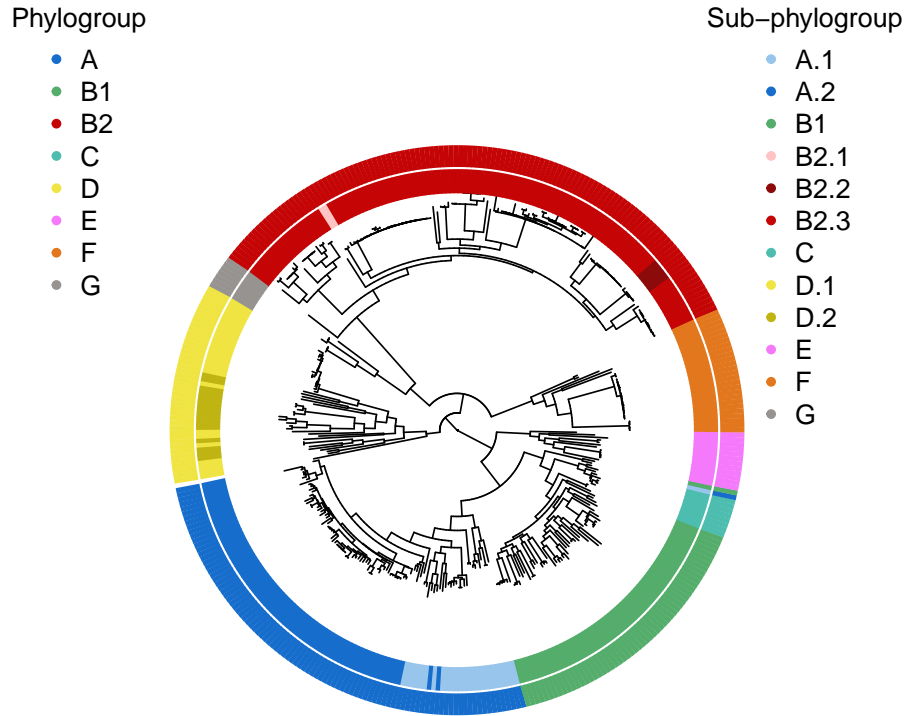 Phylogroup
A
B1
B2
C
D
E
F
G
Sub−phylogroup
A.1
A.2
B1
B2.1
B2.2
B2.3
C
D.1
D.2
E
F
G